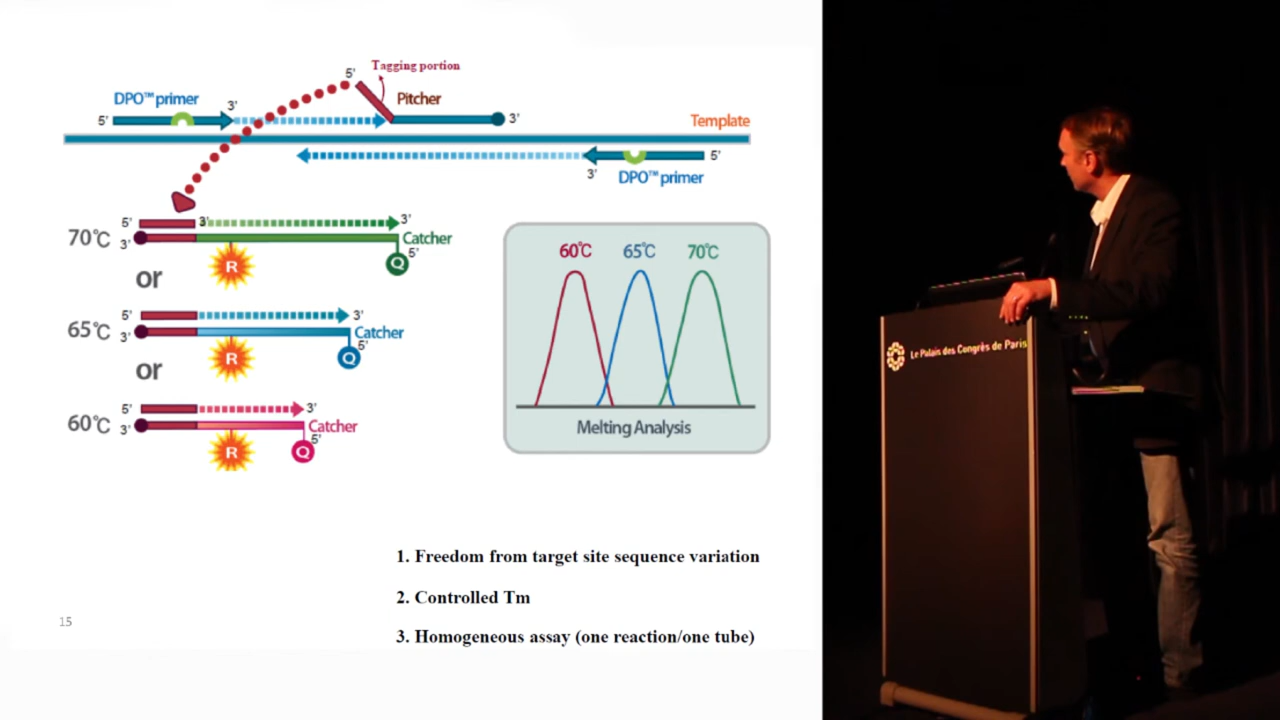 5'
Tagging portion
DPO™ primer
3'
Pitcher
5'
3'
Template
5'
3'
DPO™ primer
5'
3'
3'
70℃
3'
Catcher
5'
R
Q
or
5'
3'
65℃
3'
Catcher
5'
R
Q
or
5'
3'
60℃
3'
Catcher
5'
R
Q
60℃ 65℃ 70℃
Melting Analysis
1. Freedom from target site sequence variation
2. Controlled Tm
3. Homogeneous assay (one reaction/one tube)
15
Le Palais des Congrès de Paris